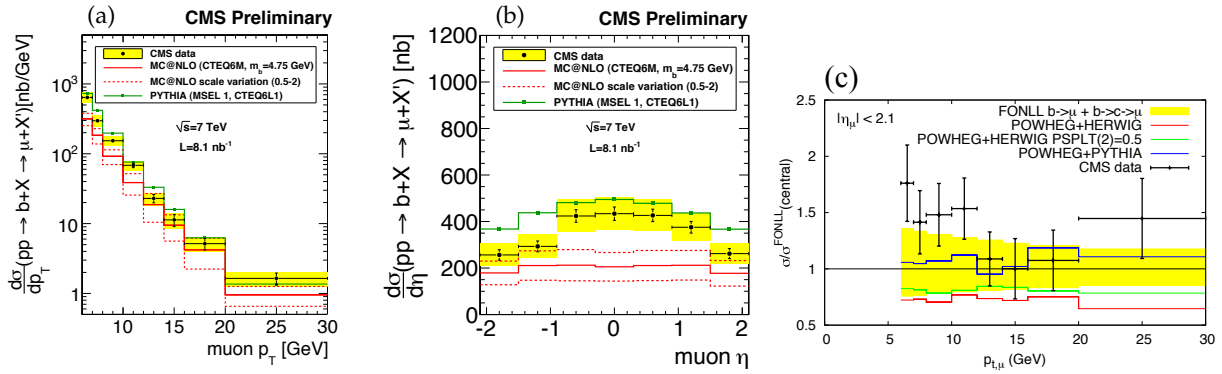 (a)
CMS Preliminary
dσ/dp_T (pp → b+X → μ+X')[nb/GeV]
10³
10²
10
1
CMS data
MC@NLO (CTEQ6M, m_b=4.75 GeV)
MC@NLO scale variation (0.5-2)
PYTHIA (MSEL 1, CTEQ6L1)
√s=7 TeV
L=8.1 nb⁻¹
10 15 20 25 30
muon p_T [GeV]
(b)
CMS Preliminary
dσ/dη (pp → b+X → μ+X') [nb]
1000
800
600
400
200
0
CMS data
MC@NLO (CTEQ6M, m_b=4.75 GeV)
MC@NLO scale variation (0.5-2)
PYTHIA (MSEL 1, CTEQ6L1)
√s=7 TeV
L=8.1 nb⁻¹
-2 -1 0 1 2
muon η
(c)
σ/σ^FONLL(central)
2.5
2
1.5
1
0.5
|η_μ| < 2.1
FONLL b->μ + b->c->μ
POWHEG+HERWIG
POWHEG+HERWIG PSPLT(2)=0.5
POWHEG+PYTHIA
CMS data
0 5 10 15 20 25 30
p_t,μ (GeV)